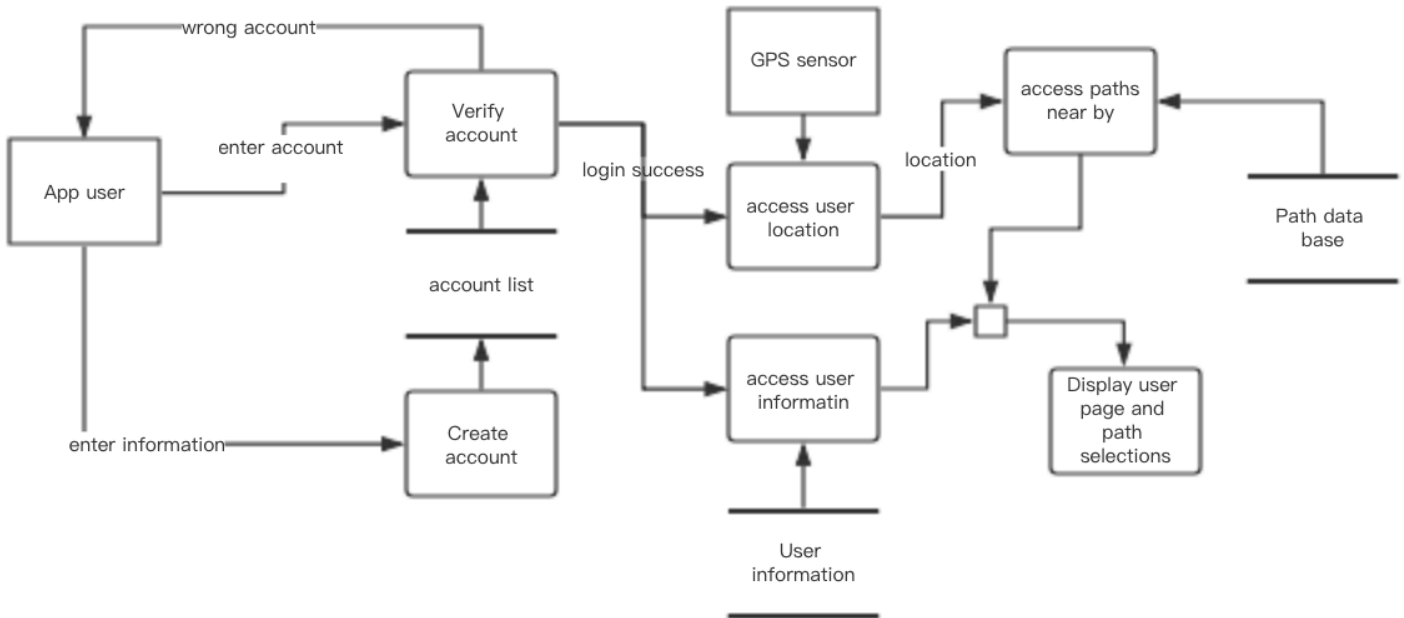 wrong account
GPS sensor
Verify
account
access paths
near by
enter account
login success
location
App user
access user
location
Path data
base
account list
access user
informatin
Display user
page and
path
selections
enter information
Create
account
User
information